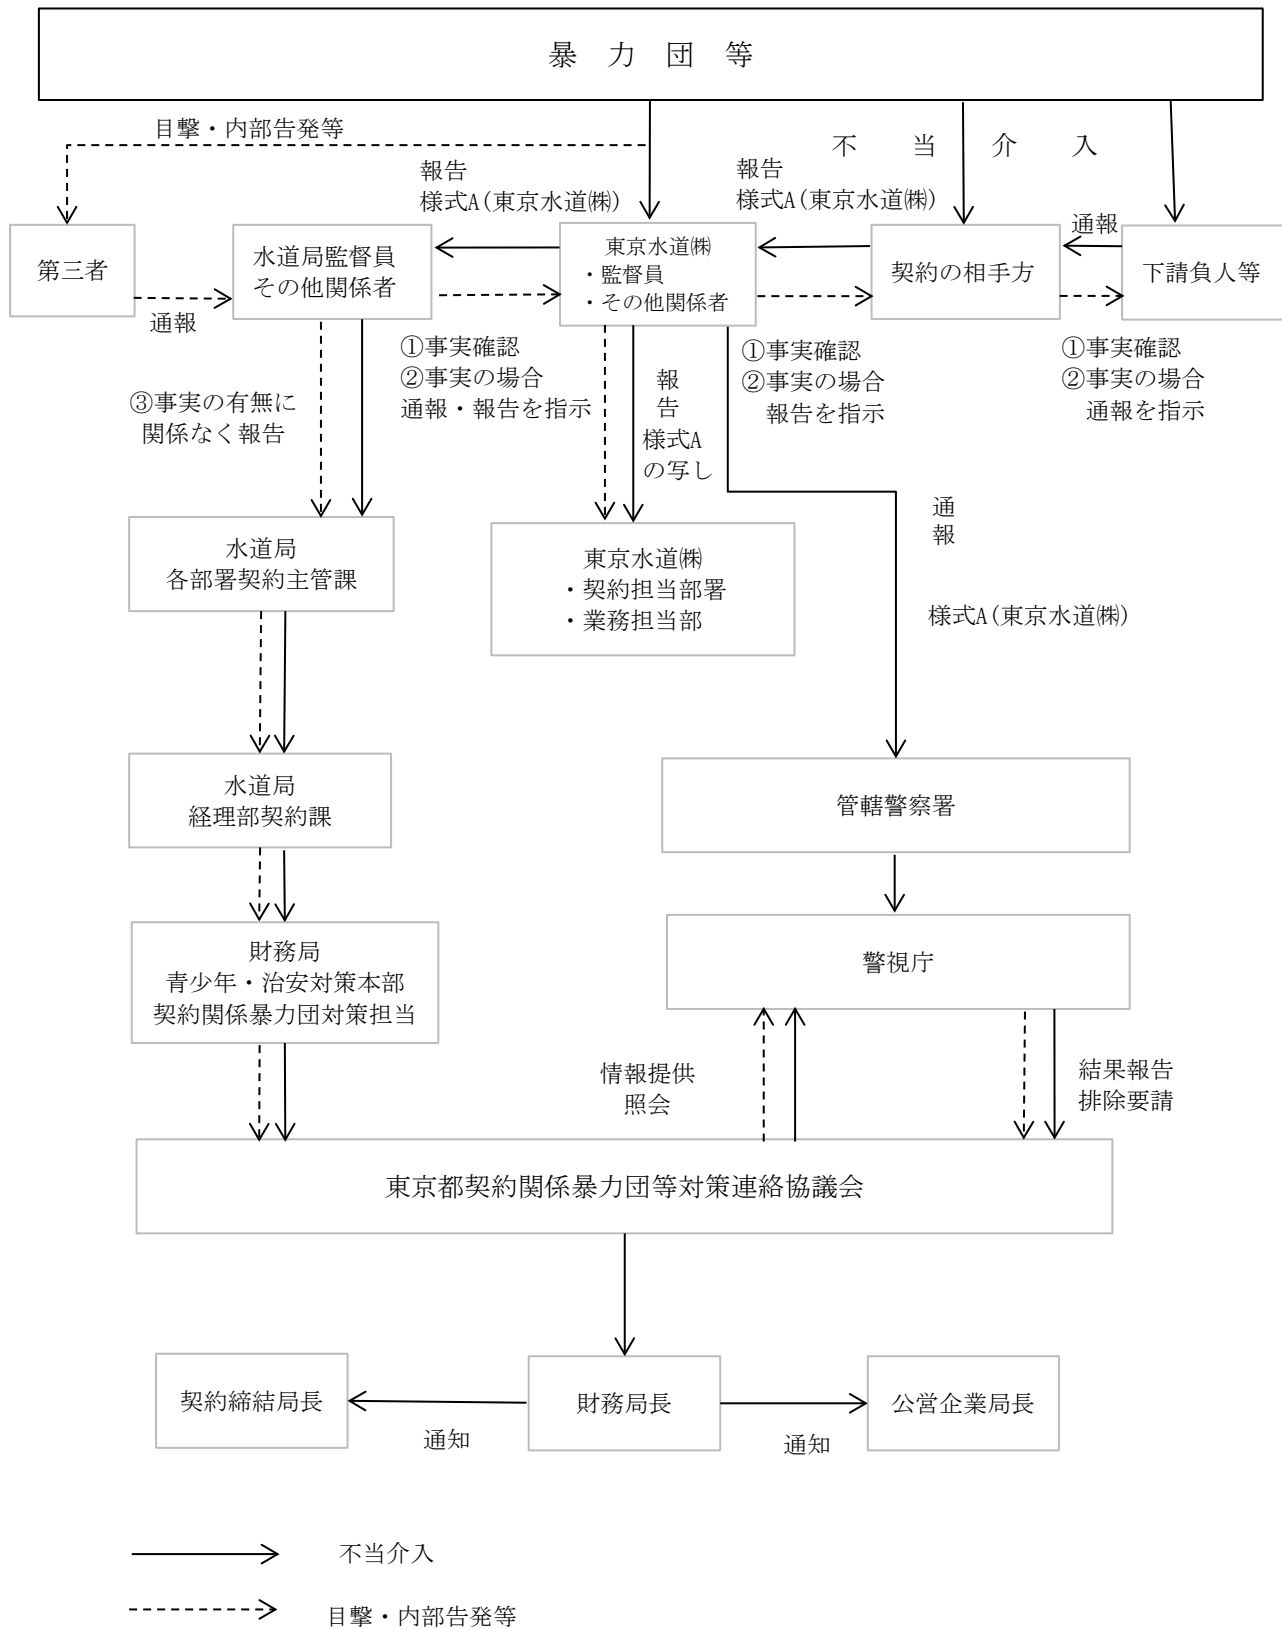 暴　力　団　等
目撃・内部告発等
不　当　介　入
報告
様式A(東京水道㈱)
報告
様式A(東京水道㈱)
通報
第三者
水道局監督員
その他関係者
東京水道㈱
・監督員
・その他関係者
契約の相手方
下請負人等
通報
①事実確認
②事実の場合
通報・報告を指示
①事実確認
②事実の場合
報告を指示
①事実確認
②事実の場合
通報を指示
③事実の有無に
関係なく報告
報
告
様式A
の写し
通
報
様式A(東京水道㈱)
水道局
各部署契約主管課
東京水道㈱
・契約担当部署
・業務担当部
水道局
経理部契約課
管轄警察署
財務局
青少年・治安対策本部
契約関係暴力団対策担当
警視庁
情報提供
照会
結果報告
排除要請
東京都契約関係暴力団等対策連絡協議会
契約締結局長
財務局長
公営企業局長
通知
通知
不当介入
目撃・内部告発等